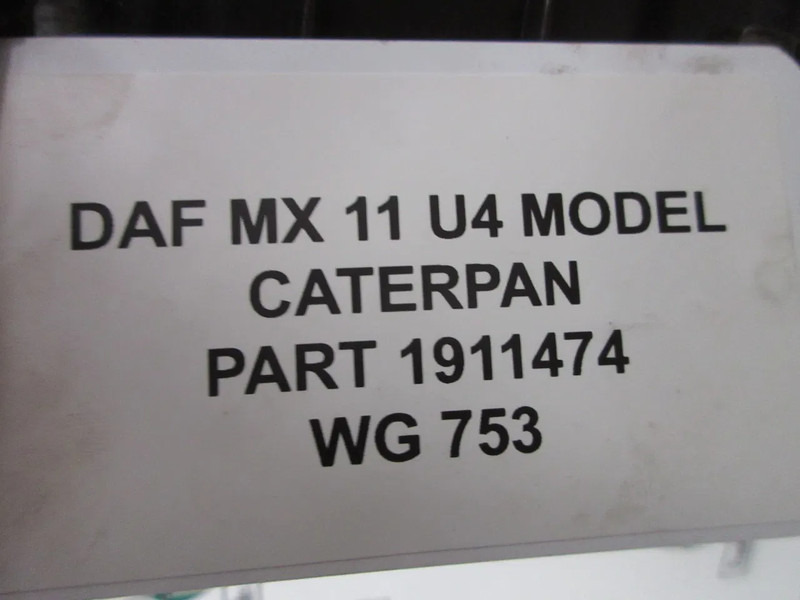 DAF MX 11 U4 MODEL
CATERPAN
PART 1911474
WG 753